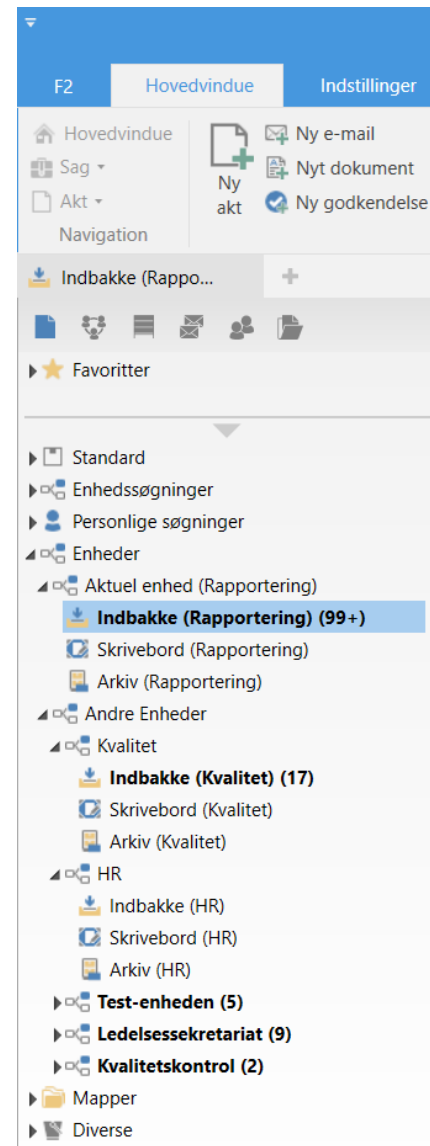 F2 Hovedvindue Indstillinger
Hovedvindue
Sag
Akt
Navigation
Ny
akt
Ny e-mail
Nyt dokument
Ny godkendelse
Indbakke (Rappo... +
Favoritter
Standard
Enhedssøgninger
Personlige søgninger
Enheder
Aktuel enhed (Rapportering)
Indbakke (Rapportering) (99+)
Skrivebord (Rapportering)
Arkiv (Rapportering)
Andre Enheder
Kvalitet
Indbakke (Kvalitet) (17)
Skrivebord (Kvalitet)
Arkiv (Kvalitet)
HR
Indbakke (HR)
Skrivebord (HR)
Arkiv (HR)
Test-enheden (5)
Ledelsessekretariat (9)
Kvalitetskontrol (2)
Mapper
Diverse